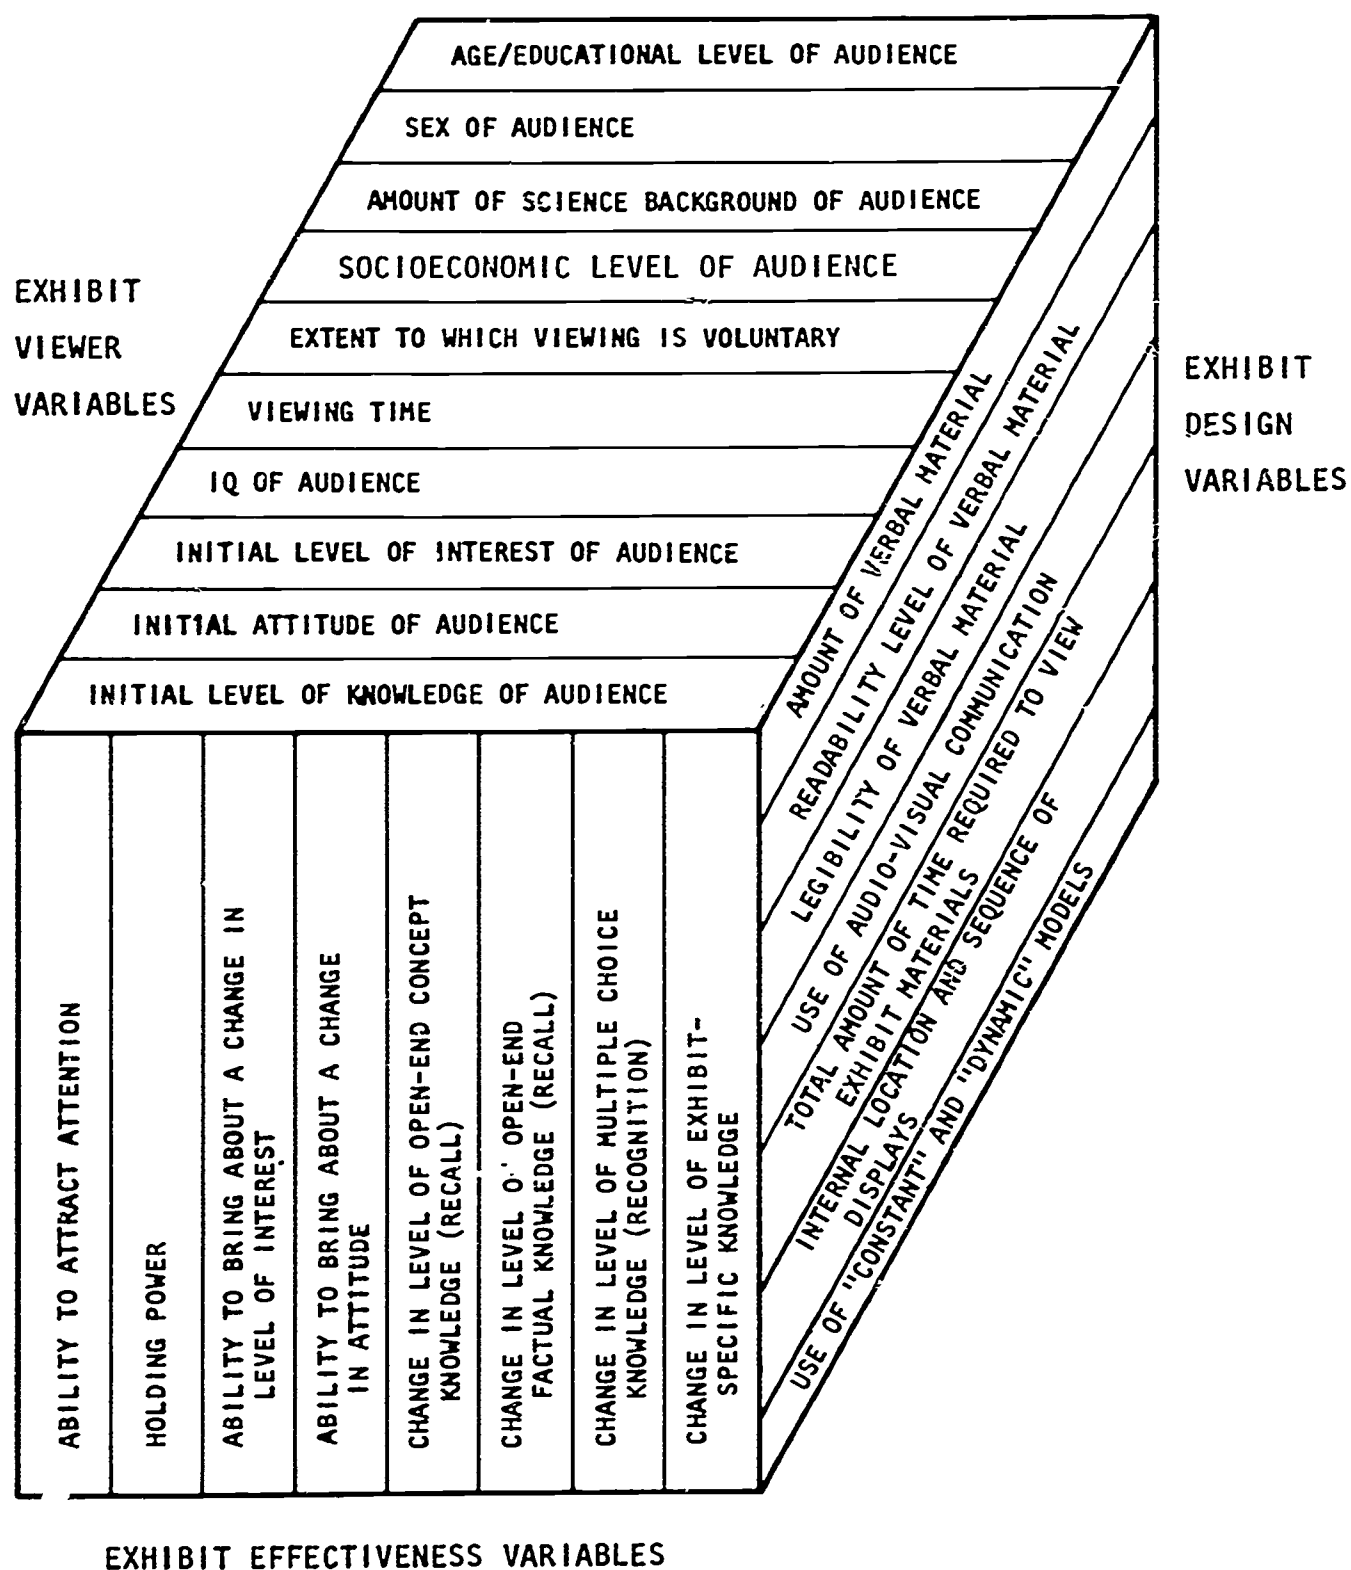 AGE/EDUCATIONAL LEVEL OF AUDIENCE
SEX OF AUDIENCE
AMOUNT OF SCIENCE BACKGROUND OF AUDIENCE
SOCIOECONOMIC LEVEL OF AUDIENCE
EXTENT TO WHICH VIEWING IS VOLUNTARY
VIEWING TIME
IQ OF AUDIENCE
INITIAL LEVEL OF INTEREST OF AUDIENCE
INITIAL ATTITUDE OF AUDIENCE
INITIAL LEVEL OF KNOWLEDGE OF AUDIENCE
EXHIBIT
VIEWER
VARIABLES
EXHIBIT
DESIGN
VARIABLES
AMOUNT OF VERBAL MATERIAL
READABILITY LEVEL OF VERBAL MATERIAL
LEGIBILITY OF VERBAL MATERIAL
USE OF AUDIO-VISUAL COMMUNICATION
TOTAL AMOUNT OF TIME REQUIRED TO VIEW
EXHIBIT MATERIALS
INTERNAL LOCATION AND SEQUENCE OF
DISPLAYS
USE OF "CONSTANT" AND "DYNAMIC" MODELS
ABILITY TO ATTRACT ATTENTION
HOLDING POWER
ABILITY TO BRING ABOUT A CHANGE IN
LEVEL OF INTEREST
ABILITY TO BRING ABOUT A CHANGE
IN ATTITUDE
CHANGE IN LEVEL OF OPEN-END CONCEPT
KNOWLEDGE (RECALL)
CHANGE IN LEVEL O' OPEN-END
FACTUAL KNOWLEDGE (RECALL)
CHANGE IN LEVEL OF MULTIPLE CHOICE
KNOWLEDGE (RECOGNITION)
CHANGE IN LEVEL OF EXHIBIT-
SPECIFIC KNOWLEDGE
EXHIBIT EFFECTIVENESS VARIABLES